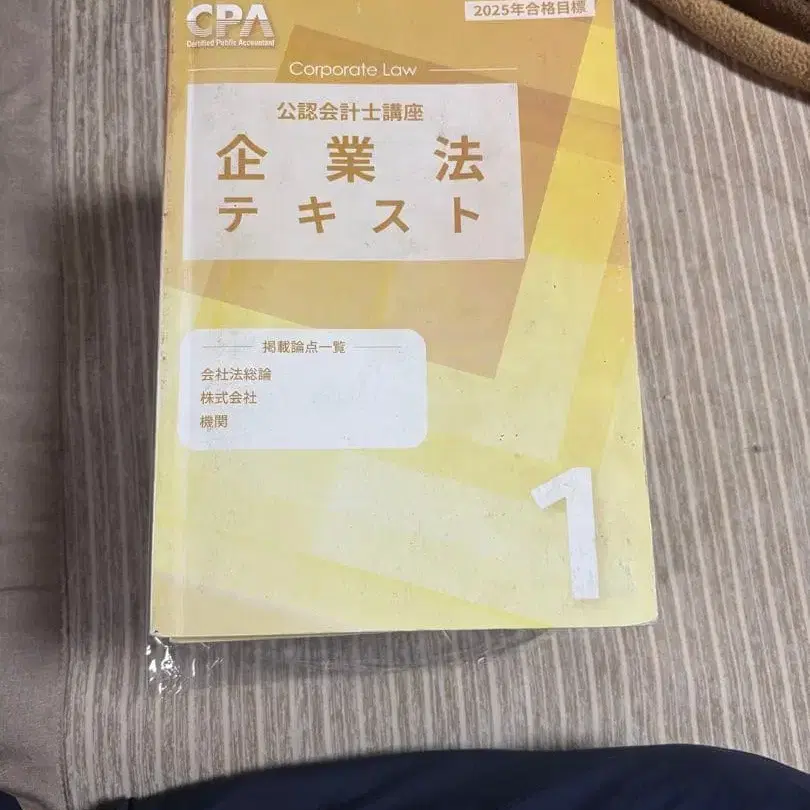 CPA
Certified Public Accountant
2025年合格目標
Corporate Law
公認会計士講座
企業法
テキスト
掲載論点一覧
会社法総論
株式会社
機関
1